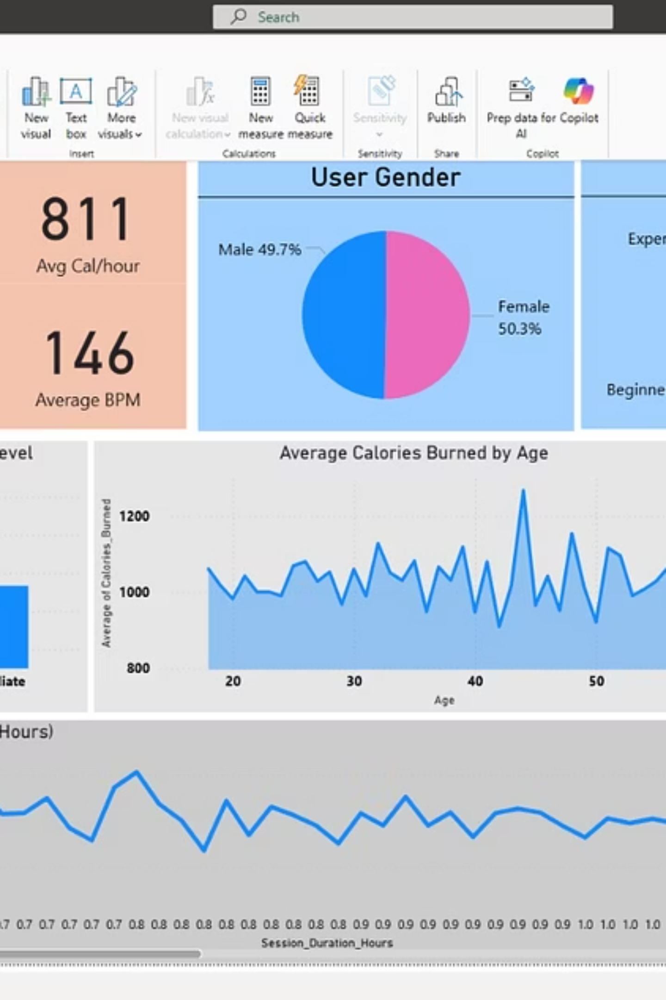 Search
New visual
Text box
More visuals
Insert
New visual calculation
New measure
Quick measure
Calculations
Sensitivity
Sensitivity
Publish
Share
Prep data for AI
Copilot
Copilot
811
Avg Cal/hour
146
Average BPM
User Gender
Male 49.7%
Female
50.3%
Exper
Beginne
evel
liate
Average Calories Burned by Age
Average of Calories_Burned
1200
1000
800
20 30 40 50
Age
Hours)
.7 0.7 0.7 0.7 0.7 0.7 0.8 0.8 0.8 0.8 0.8 0.8 0.8 0.8 0.8 0.8 0.9 0.9 0.9 0.9 0.9 0.9 0.9 0.9 0.9 0.9 1.0 1.0 1.0 1.0
Session_Duration_Hours